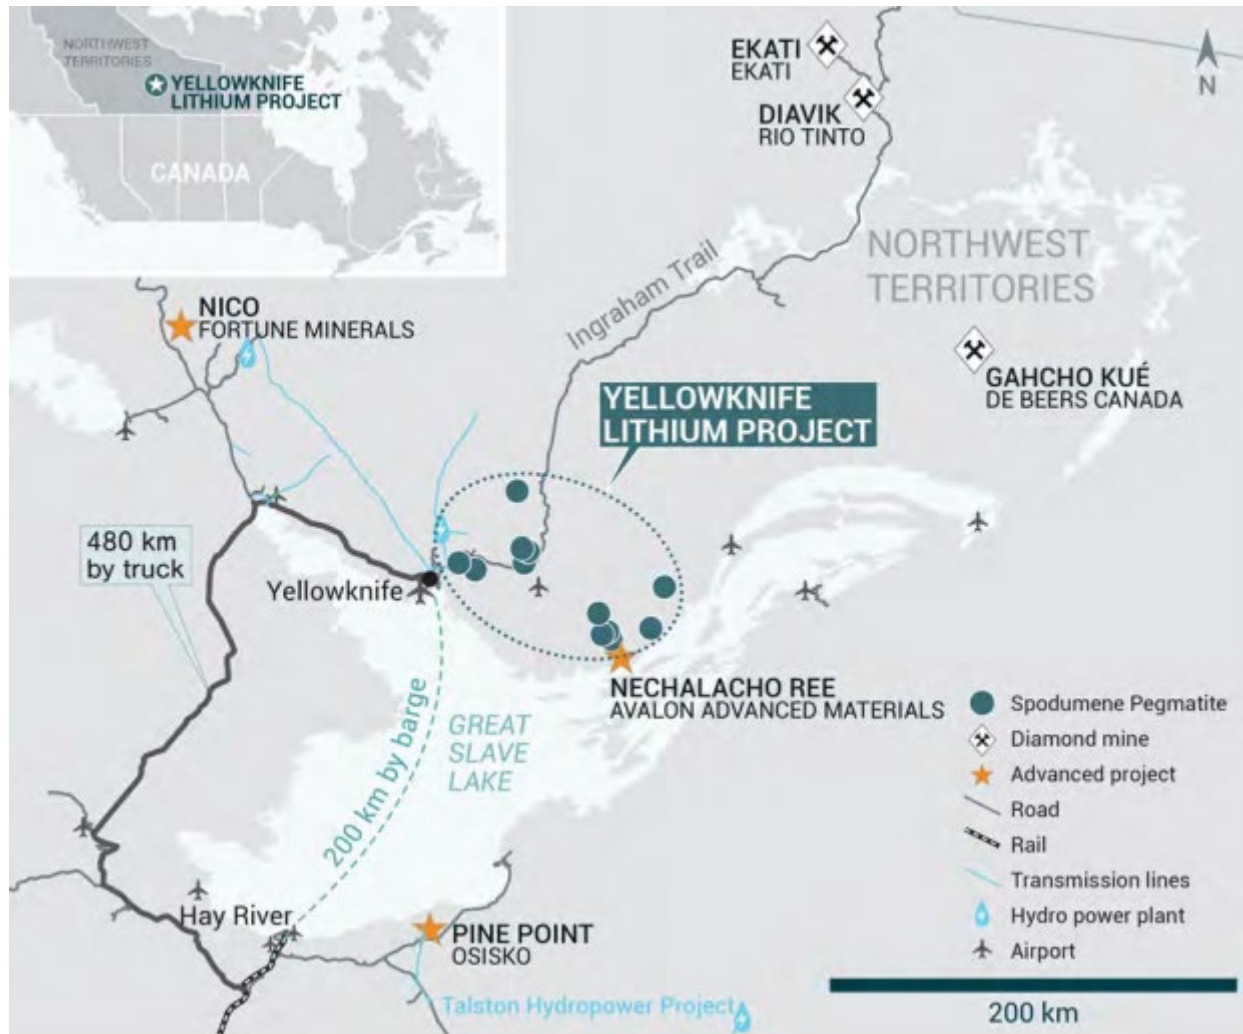 NORTHWEST
TERRITORIES
YELLOWKNIFE
LITHIUM PROJECT
CANADA
EKATI
EKATI
DIAVIK
RIO TINTO
N
NORTHWEST
TERRITORIES
Ingraham Trail
NICO
FORTUNE MINERALS
GAHCHO KUÉ
DE BEERS CANADA
YELLOWKNIFE
LITHIUM PROJECT
480 km
by truck
Yellowknife
NECHALACHO REE
AVALON ADVANCED MATERIALS
200 km by barge
GREAT
SLAVE
LAKE
Hay River
PINE POINT
OSISKO
Talston Hydropower Project
Spodumene Pegmatite
Diamond mine
Advanced project
Road
Rail
Transmission lines
Hydro power plant
Airport
200 km